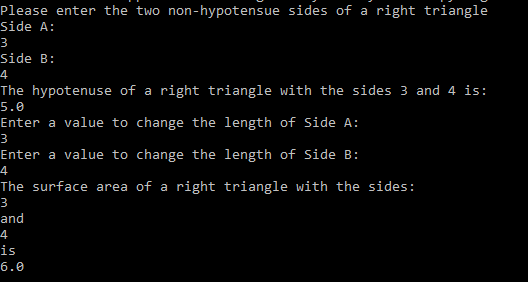 Please enter the two non-hypotensue sides of a right triangle
Side A:
3
Side B:
4
The hypotenuse of a right triangle with the sides 3 and 4 is:
5.0
Enter a value to change the length of Side A:
3
Enter a value to change the length of Side B:
4
The surface area of a right triangle with the sides:
3
and
4
is
6.0